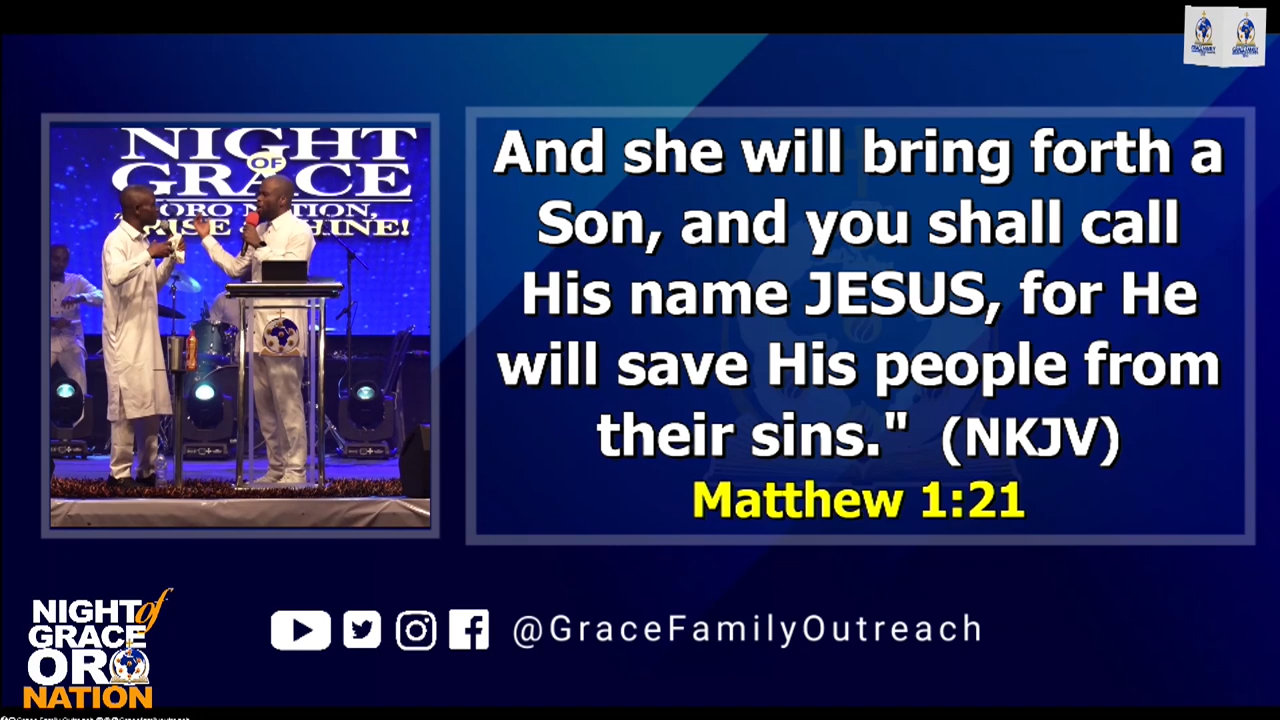 NIGHT
OF
GRACE
ORO NATION,
RISE & SHINE!
And she will bring forth a
Son, and you shall call
His name JESUS, for He
will save His people from
their sins." (NKJV)
Matthew 1:21
NIGHT of
GRACE
ORO
NATION
@GraceFamilyOutreach